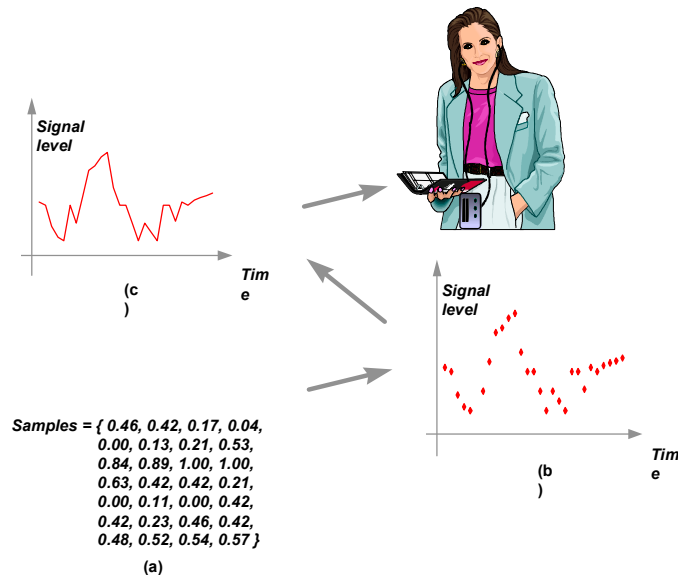 Signal
level
Tim
e
(c
)
Signal
level
Tim
e
(b
)
Samples = { 0.46, 0.42, 0.17, 0.04,
0.00, 0.13, 0.21, 0.53,
0.84, 0.89, 1.00, 1.00,
0.63, 0.42, 0.42, 0.21,
0.00, 0.11, 0.00, 0.42,
0.42, 0.23, 0.46, 0.42,
0.48, 0.52, 0.54, 0.57 }
(a)